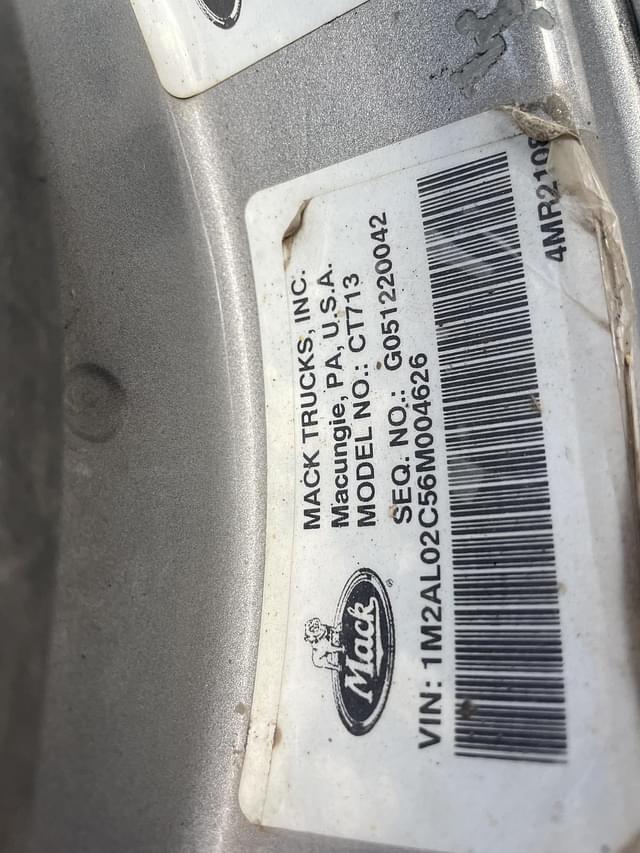 MACK TRUCKS, INC.
Macungie, PA, U.S.A.
MODEL NO.: CT713
SEQ. NO.: G051220042
Mack
®
VIN: 1M2AL02C56M004626